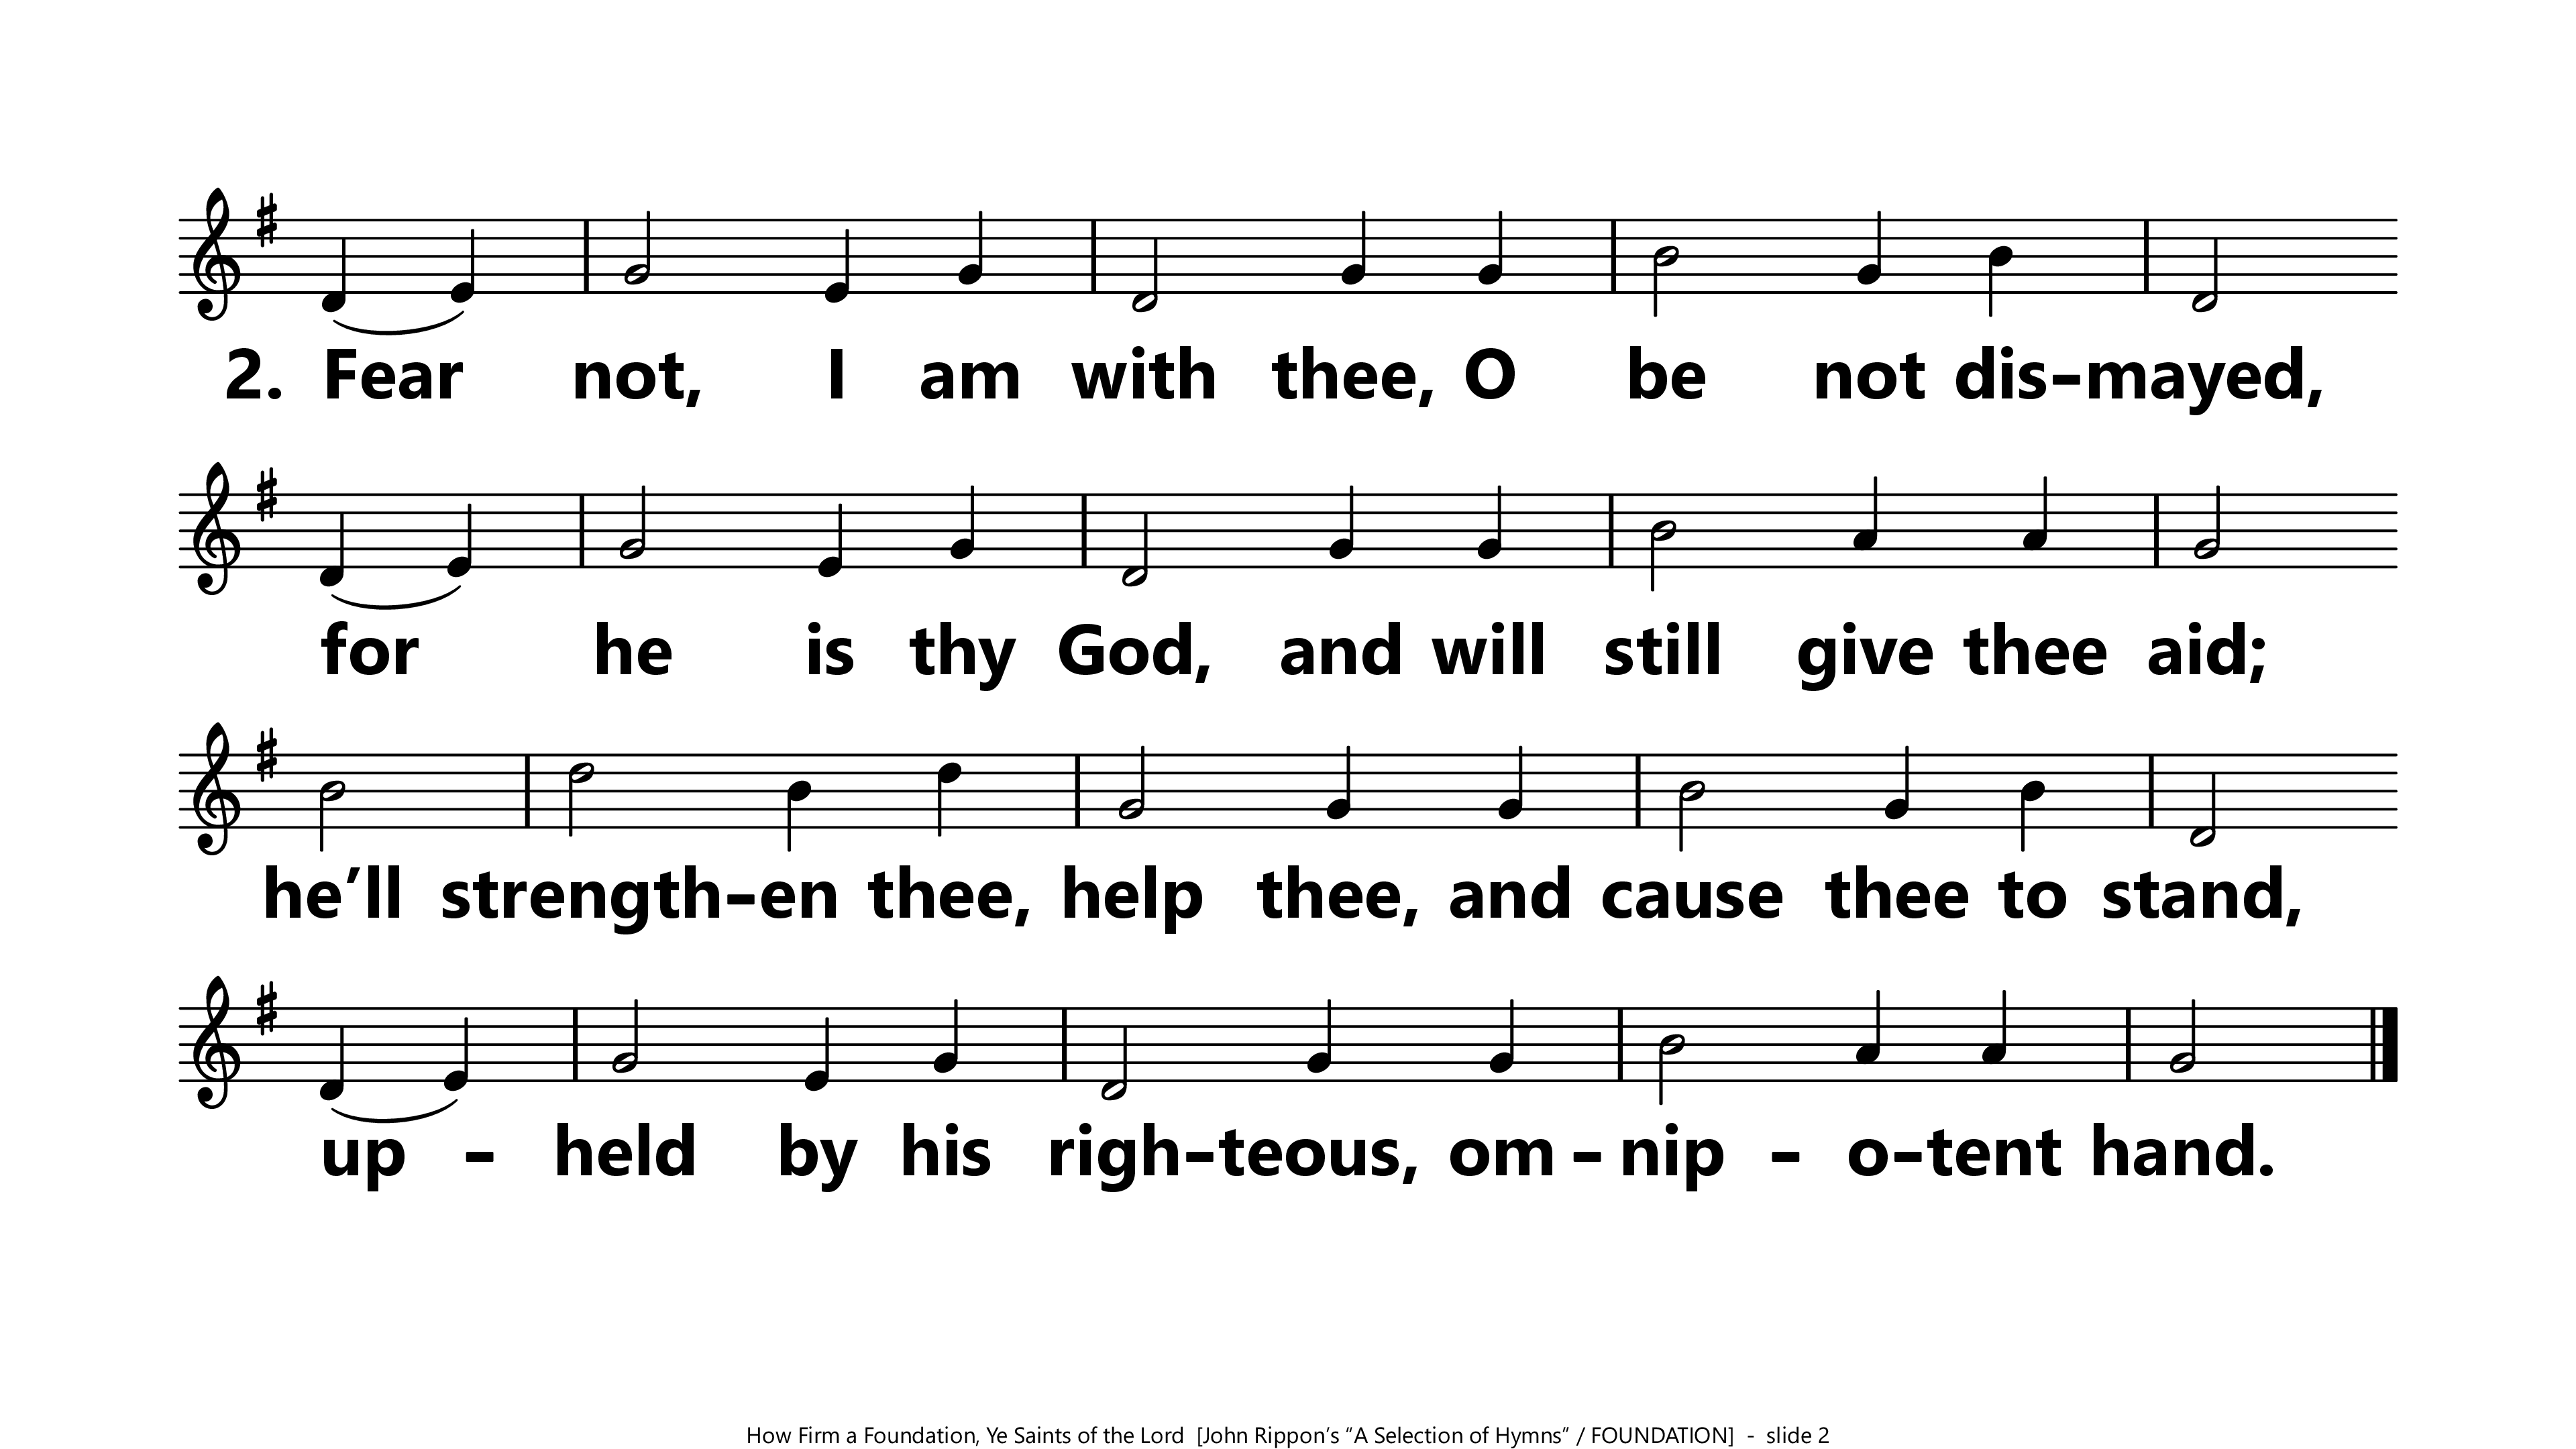 2. Fear not, I am with thee, O be not dis-mayed,
for he is thy God, and will still give thee aid;
he’ll strength-en thee, help thee, and cause thee to stand,
up - held by his righ-teous, om - nip - o-tent hand.
How Firm a Foundation, Ye Saints of the Lord [John Rippon’s “A Selection of Hymns” / FOUNDATION] - slide 2